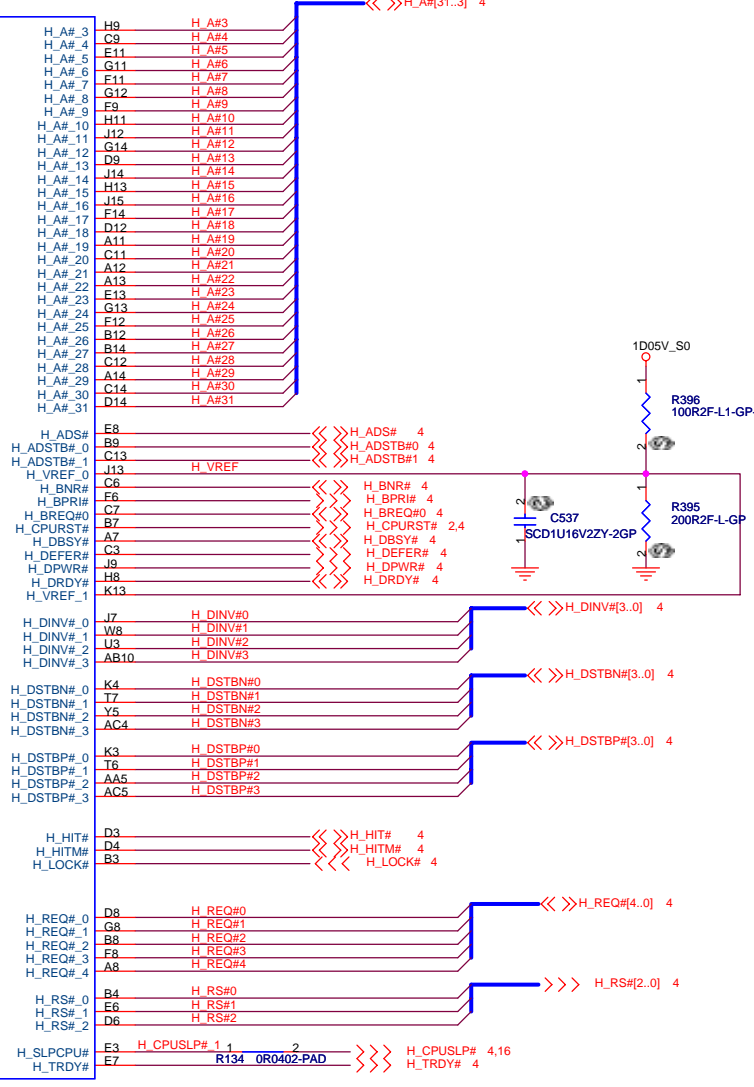 H_A#[31..3] 4
H_A#_3 H9 H_A#3
H_A#_4 C9 H_A#4
H_A#_5 E11 H_A#5
H_A#_6 G11 H_A#6
H_A#_7 F11 H_A#7
H_A#_8 G12 H_A#8
H_A#_9 F9 H_A#9
H_A#_10 H11 H_A#10
H_A#_11 J12 H_A#11
H_A#_12 G14 H_A#12
H_A#_13 D9 H_A#13
H_A#_14 J14 H_A#14
H_A#_15 H13 H_A#15
H_A#_16 J15 H_A#16
H_A#_17 F14 H_A#17
H_A#_18 D12 H_A#18
H_A#_19 A11 H_A#19
H_A#_20 C11 H_A#20
H_A#_21 A12 H_A#21
H_A#_22 A13 H_A#22
H_A#_23 E13 H_A#23
H_A#_24 G13 H_A#24
H_A#_25 F12 H_A#25
H_A#_26 B12 H_A#26
H_A#_27 B14 H_A#27
H_A#_28 C12 H_A#28
H_A#_29 A14 H_A#29
H_A#_30 C14 H_A#30
H_A#_31 D14 H_A#31
1D05V_S0
1
R396
100R2F-L1-GP-
2
H_ADS# E8 H_ADS# 4
H_ADSTB#_0 B9 H_ADSTB#0 4
H_ADSTB#_1 C13 H_ADSTB#1 4
H_VREF_0 J13 H_VREF
H_BNR# C6 H_BNR# 4
H_BPRI# F6 H_BPRI# 4
H_BREQ#0 C7 H_BREQ#0 4
H_CPURST# B7 H_CPURST# 2,4
H_DBSY# A7 H_DBSY# 4
H_DEFER# C3 H_DEFER# 4
H_DPWR# J9 H_DPWR# 4
H_DRDY# H8 H_DRDY# 4
H_VREF_1 K13
2
C537
SCD1U16V2ZY-2GP
1
1
R395
200R2F-L-GP
2
H_DINV#_0 J7 H_DINV#0
H_DINV#_1 W8 H_DINV#1
H_DINV#_2 U3 H_DINV#2
H_DINV#_3 AB10 H_DINV#3
H_DINV#[3..0] 4
H_DSTBN#_0 K4 H_DSTBN#0
H_DSTBN#_1 T7 H_DSTBN#1
H_DSTBN#_2 Y5 H_DSTBN#2
H_DSTBN#_3 AC4 H_DSTBN#3
H_DSTBN#[3..0] 4
H_DSTBP#_0 K3 H_DSTBP#0
H_DSTBP#_1 T6 H_DSTBP#1
H_DSTBP#_2 AA5 H_DSTBP#2
H_DSTBP#_3 AC5 H_DSTBP#3
H_DSTBP#[3..0] 4
H_HIT# D3 H_HIT# 4
H_HITM# D4 H_HITM# 4
H_LOCK# B3 H_LOCK# 4
H_REQ#_0 D8 H_REQ#0
H_REQ#_1 G8 H_REQ#1
H_REQ#_2 B8 H_REQ#2
H_REQ#_3 F8 H_REQ#3
H_REQ#_4 A8 H_REQ#4
H_REQ#[4..0] 4
H_RS#_0 B4 H_RS#0
H_RS#_1 E6 H_RS#1
H_RS#_2 D6 H_RS#2
H_RS#[2..0] 4
H_SLPCPU# E3 H_CPUSLP#_1 1 2 H_CPUSLP# 4,16
H_TRDY# E7 R134 0R0402-PAD H_TRDY# 4